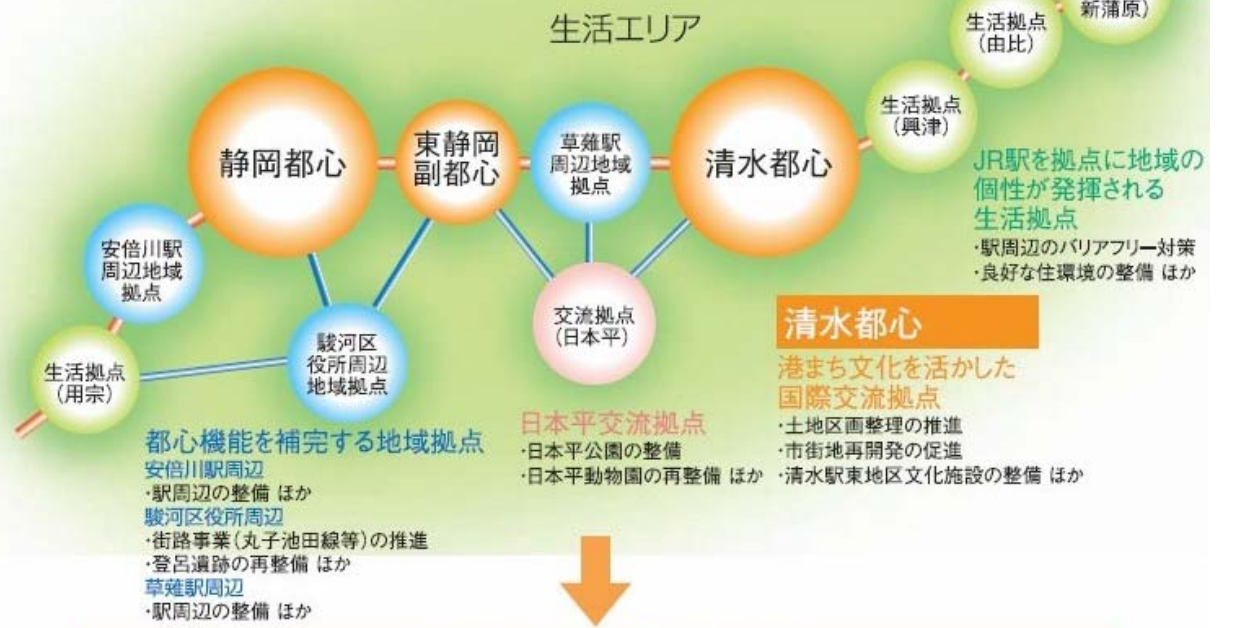 生活エリア
新蒲原)
生活拠点
(由比)
生活拠点
(興津)
静岡都心
東静岡
副都心
草薙駅
周辺地域
拠点
清水都心
安倍川駅
周辺地域
拠点
生活拠点
(用宗)
駿河区
役所周辺
地域拠点
交流拠点
(日本平)
JR駅を拠点に地域の
個性が発揮される
生活拠点
・駅周辺のバリアフリー対策
・良好な住環境の整備 ほか
清水都心
港まち文化を活かした
国際交流拠点
・土地区画整理の推進
・市街地再開発の促進
・清水駅東地区文化施設の整備 ほか
日本平交流拠点
・日本平公園の整備
・日本平動物園の再整備 ほか
都心機能を補完する地域拠点
安倍川駅周辺
・駅周辺の整備 ほか
駿河区役所周辺
・街路事業(丸子池田線等)の推進
・登呂遺跡の再整備 ほか
草薙駅周辺
・駅周辺の整備 ほか